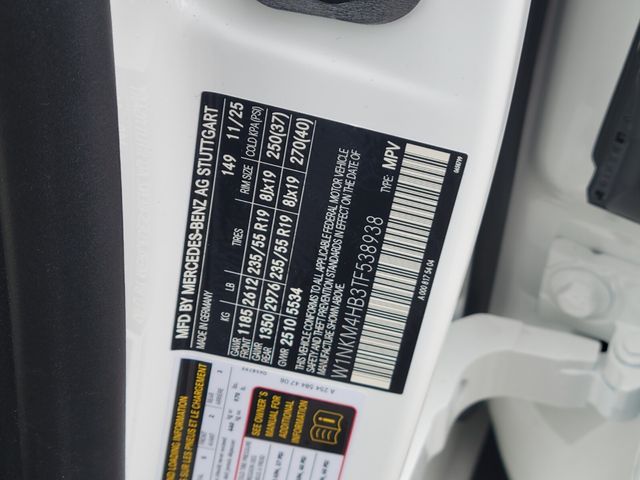 MFD BY MERCEDES-BENZ AG STUTTGART
MADE IN GERMANY 149 11/25
KG LB TIRES RIM SIZE COLD KPA (PSI)
GAWR FRONT 1185 2612 235/55 R19 8Jx19 250(37)
GAWR REAR 1350 2976 235/55 R19 8Jx19 270(40)
GWR 2510 5534
THIS VEHICLE CONFORMS TO ALL APPLICABLE FEDERAL MOTOR VEHICLE
SAFETY AND THEFT PREVENTION STANDARDS IN EFFECT ON THE DATE OF
MANUFACTURE SHOWN ABOVE.
TYPE: MPV
W1NKM4HB3TF538938
A 000 817 54 04
A 254 584 47 06
SEE OWNER'S
MANUAL FOR
ADDITIONAL
INFORMATION